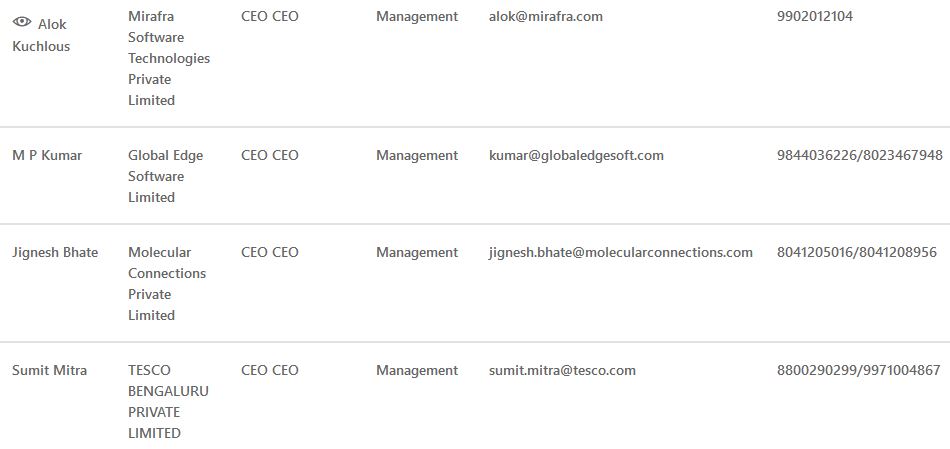 Alok Kuchlous Mirafra Software Technologies Private Limited CEO CEO Management alok@mirafra.com 9902012104
M P Kumar Global Edge Software Limited CEO CEO Management kumar@globaledgesoft.com 9844036226/8023467948
Jignesh Bhate Molecular Connections Private Limited CEO CEO Management jignesh.bhate@molecularconnections.com 8041205016/8041208956
Sumit Mitra TESCO BENGALURU PRIVATE LIMITED CEO CEO Management sumit.mitra@tesco.com 8800290299/9971004867